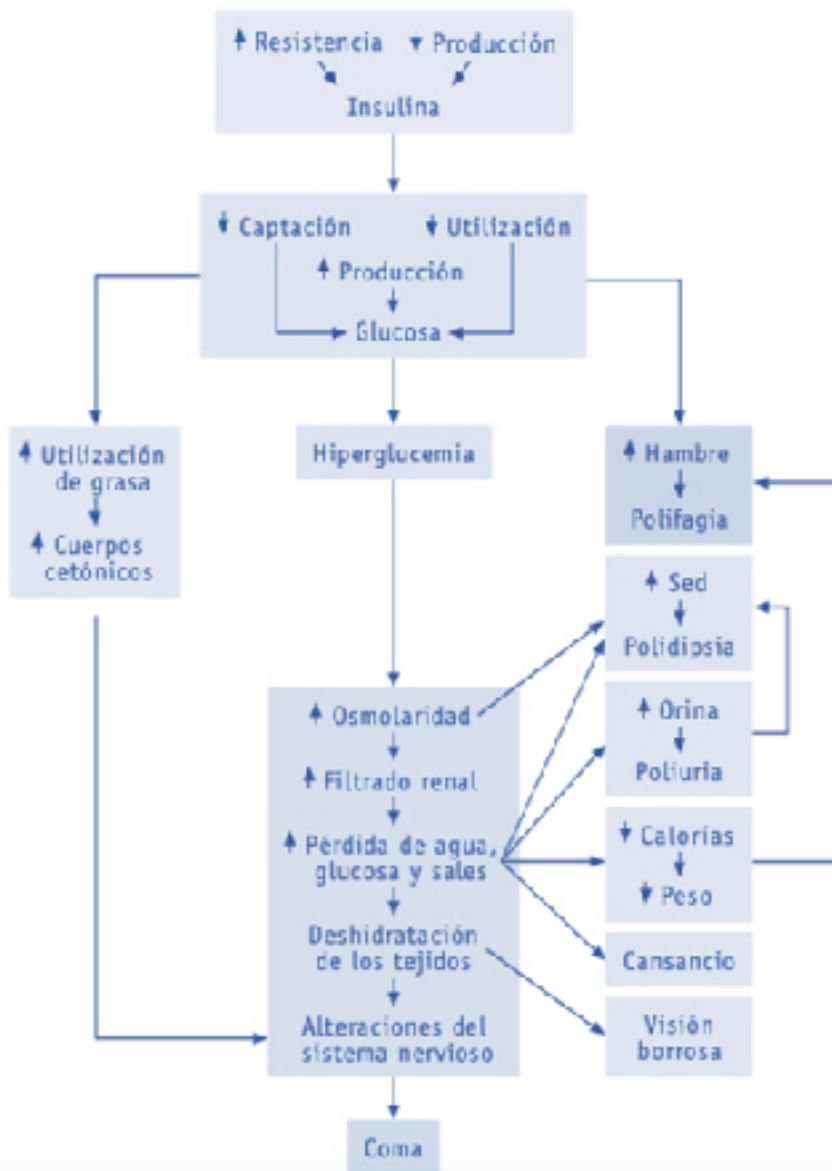 ↑ Resistencia ▼ Producción
Insulina
↓ Captación ↓ Utilización
↑ Producción
Glucosa
↑ Utilización
de grasa
↑ Cuerpos
cetónicos
Hiperglucemia
↑ Hambre
Polifagia
↑ Sed
Polidipsia
↑ Orina
Poliuria
↓ Calorías
↓ Peso
Cansancio
Visión
borrosa
↑ Osmolaridad
↑ Filtrado renal
↑ Pérdida de agua,
glucosa y sales
Deshidratación
de los tejidos
Alteraciones del
sistema nervioso
Coma